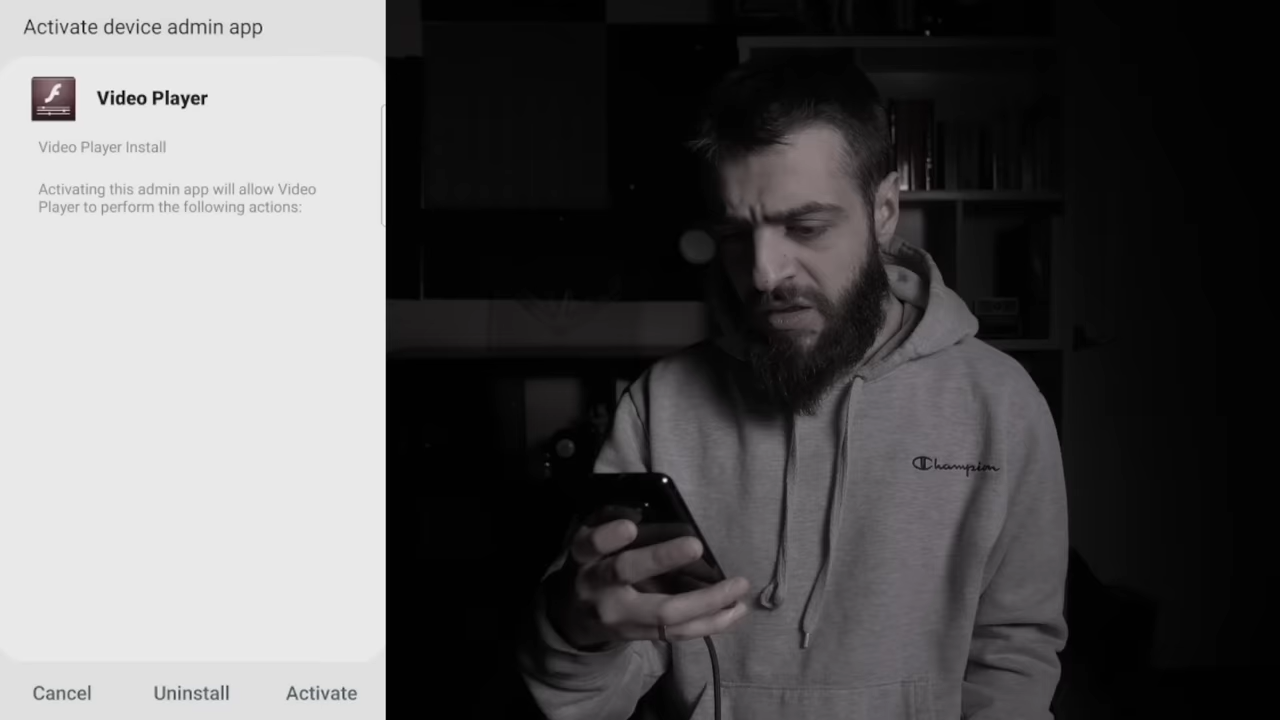 Activate device admin app
Video Player
Video Player Install
Activating this admin app will allow Video
Player to perform the following actions:
Cancel Uninstall Activate
Champion